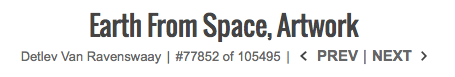 Earth From Space, Artwork
Detlev Van Ravenswaay | #77852 of 105495 | < PREV | NEXT >